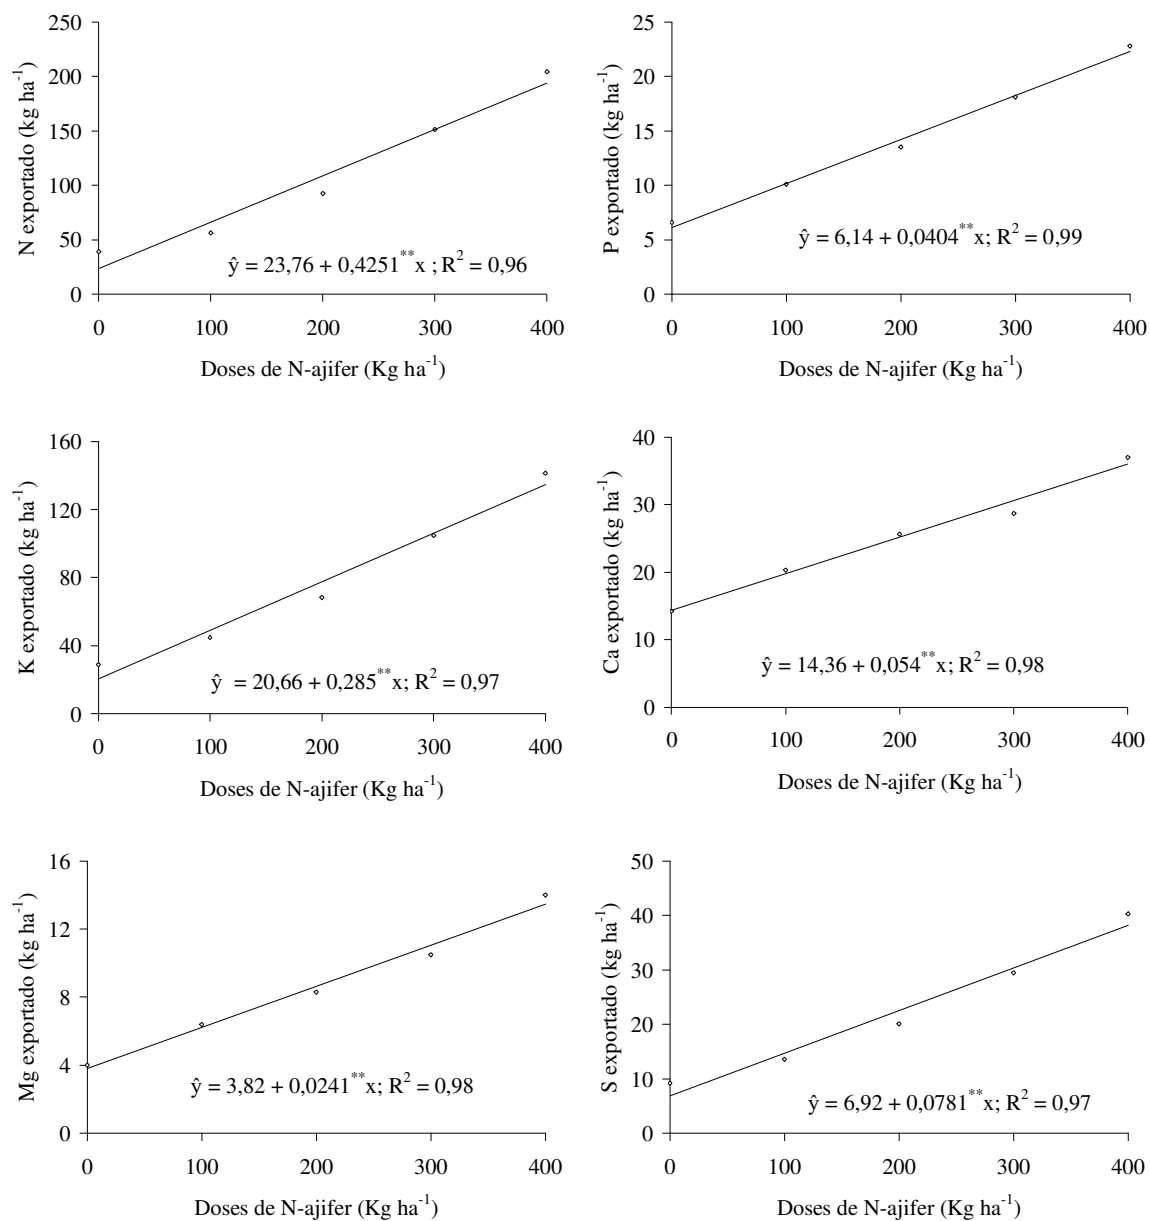 N exportado (kg ha⁻¹)
250
200
150
100
50
0
ŷ = 23,76 + 0,4251**x ; R² = 0,96
0 100 200 300 400
Doses de N-ajifer (Kg ha⁻¹)
P exportado (kg ha⁻¹)
25
20
15
10
5
0
ŷ = 6,14 + 0,0404**x; R² = 0,99
0 100 200 300 400
Doses de N-ajifer (Kg ha⁻¹)
K exportado (kg ha⁻¹)
160
120
80
40
0
ŷ = 20,66 + 0,285**x; R² = 0,97
0 100 200 300 400
Doses de N-ajifer (Kg ha⁻¹)
Ca exportado (kg ha⁻¹)
40
30
20
10
0
ŷ = 14,36 + 0,054**x; R² = 0,98
0 100 200 300 400
Doses de N-ajifer (Kg ha⁻¹)
Mg exportado (kg ha⁻¹)
16
12
8
4
0
ŷ = 3,82 + 0,0241**x; R² = 0,98
0 100 200 300 400
Doses de N-ajifer (Kg ha⁻¹)
S exportado (kg ha⁻¹)
50
40
30
20
10
0
ŷ = 6,92 + 0,0781**x; R² = 0,97
0 100 200 300 400
Doses de N-ajifer (Kg ha⁻¹)